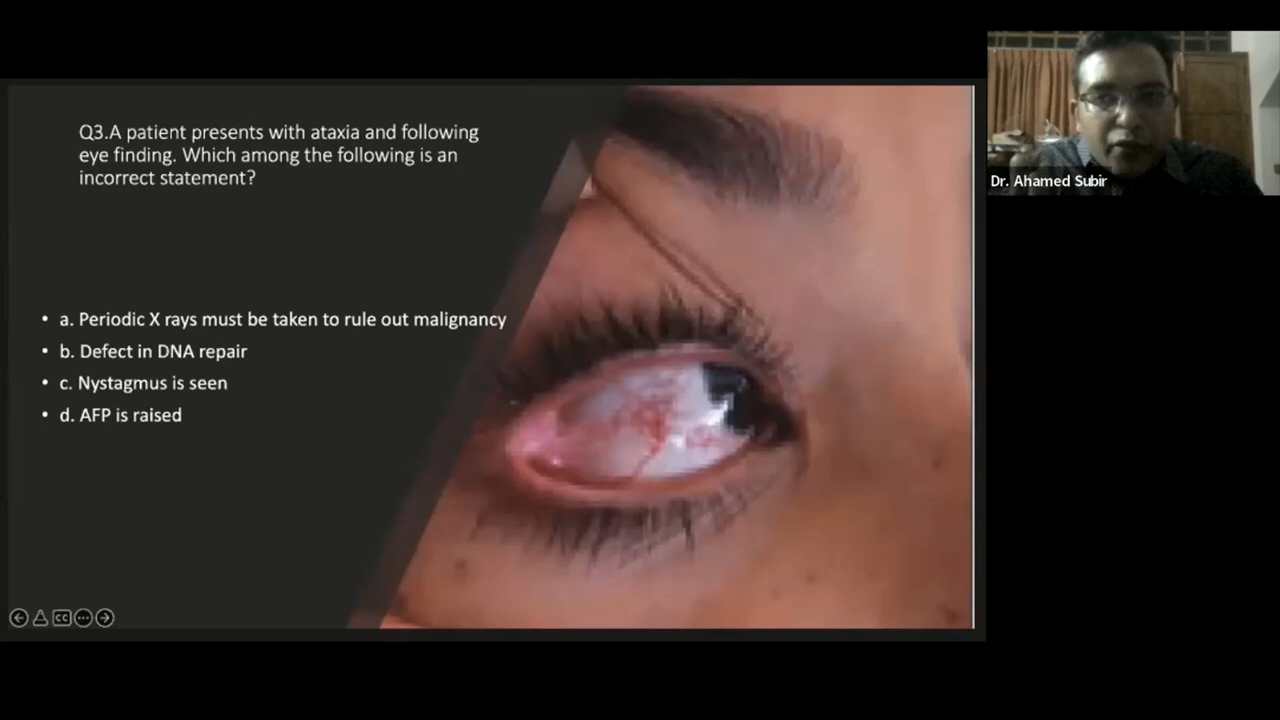 Q3.A patient presents with ataxia and following
eye finding. Which among the following is an
incorrect statement?
• a. Periodic X rays must be taken to rule out malignancy
• b. Defect in DNA repair
• c. Nystagmus is seen
• d. AFP is raised
Dr. Ahamed Subir
CC